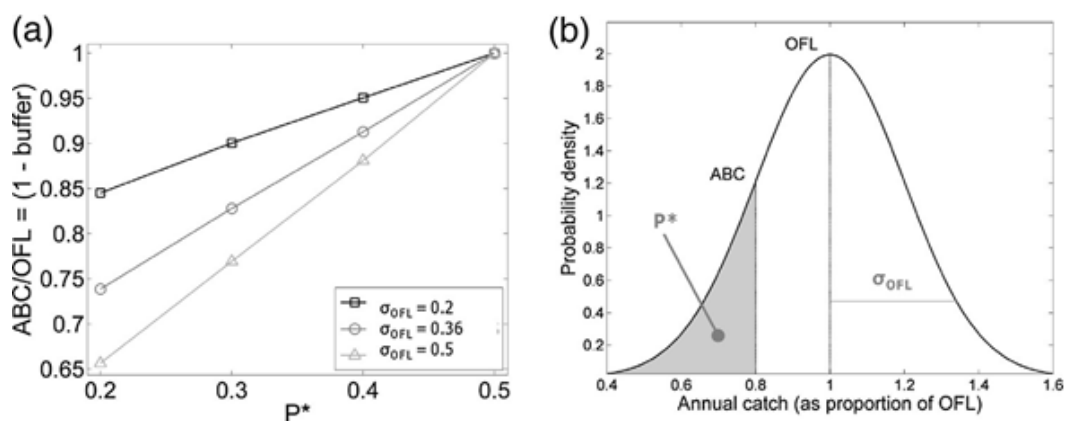 (a)
ABC/OFL = (1 - buffer)
1
0.95
0.9
0.85
0.8
0.75
0.7
0.65
0.2 0.3 0.4 0.5
P*
σOFL = 0.2
σOFL = 0.36
σOFL = 0.5
(b)
Probability density
2
1.8
1.6
1.4
1.2
1
0.8
0.6
0.4
0.2
OFL
ABC
P*
σOFL
0.4 0.6 0.8 1 1.2 1.4 1.6
Annual catch (as proportion of OFL)